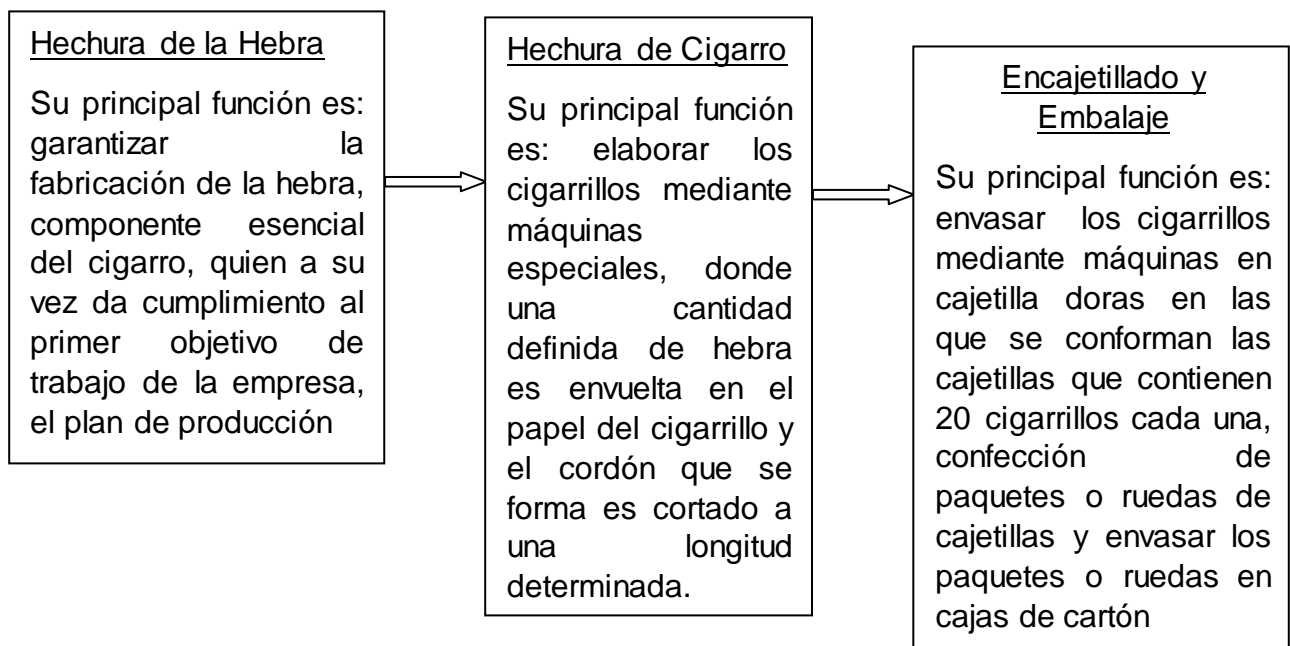 Hechura de la Hebra
Su principal función es:
garantizar la
fabricación de la hebra,
componente esencial
del cigarro, quien a su
vez da cumplimiento al
primer objetivo de
trabajo de la empresa,
el plan de producción
Hechura de Cigarro
Su principal función
es: elaborar los
cigarrillos mediante
máquinas
especiales, donde
una cantidad
definida de hebra
es envuelta en el
papel del cigarrillo y
el cordón que se
forma es cortado a
una longitud
determinada.
Encajetillado y
Embalaje
Su principal función es:
envasar los cigarrillos
mediante máquinas en
cajetilla doras en las
que se conforman las
cajetillas que contienen
20 cigarrillos cada una,
confección de
paquetes o ruedas de
cajetillas y envasar los
paquetes o ruedas en
cajas de cartón